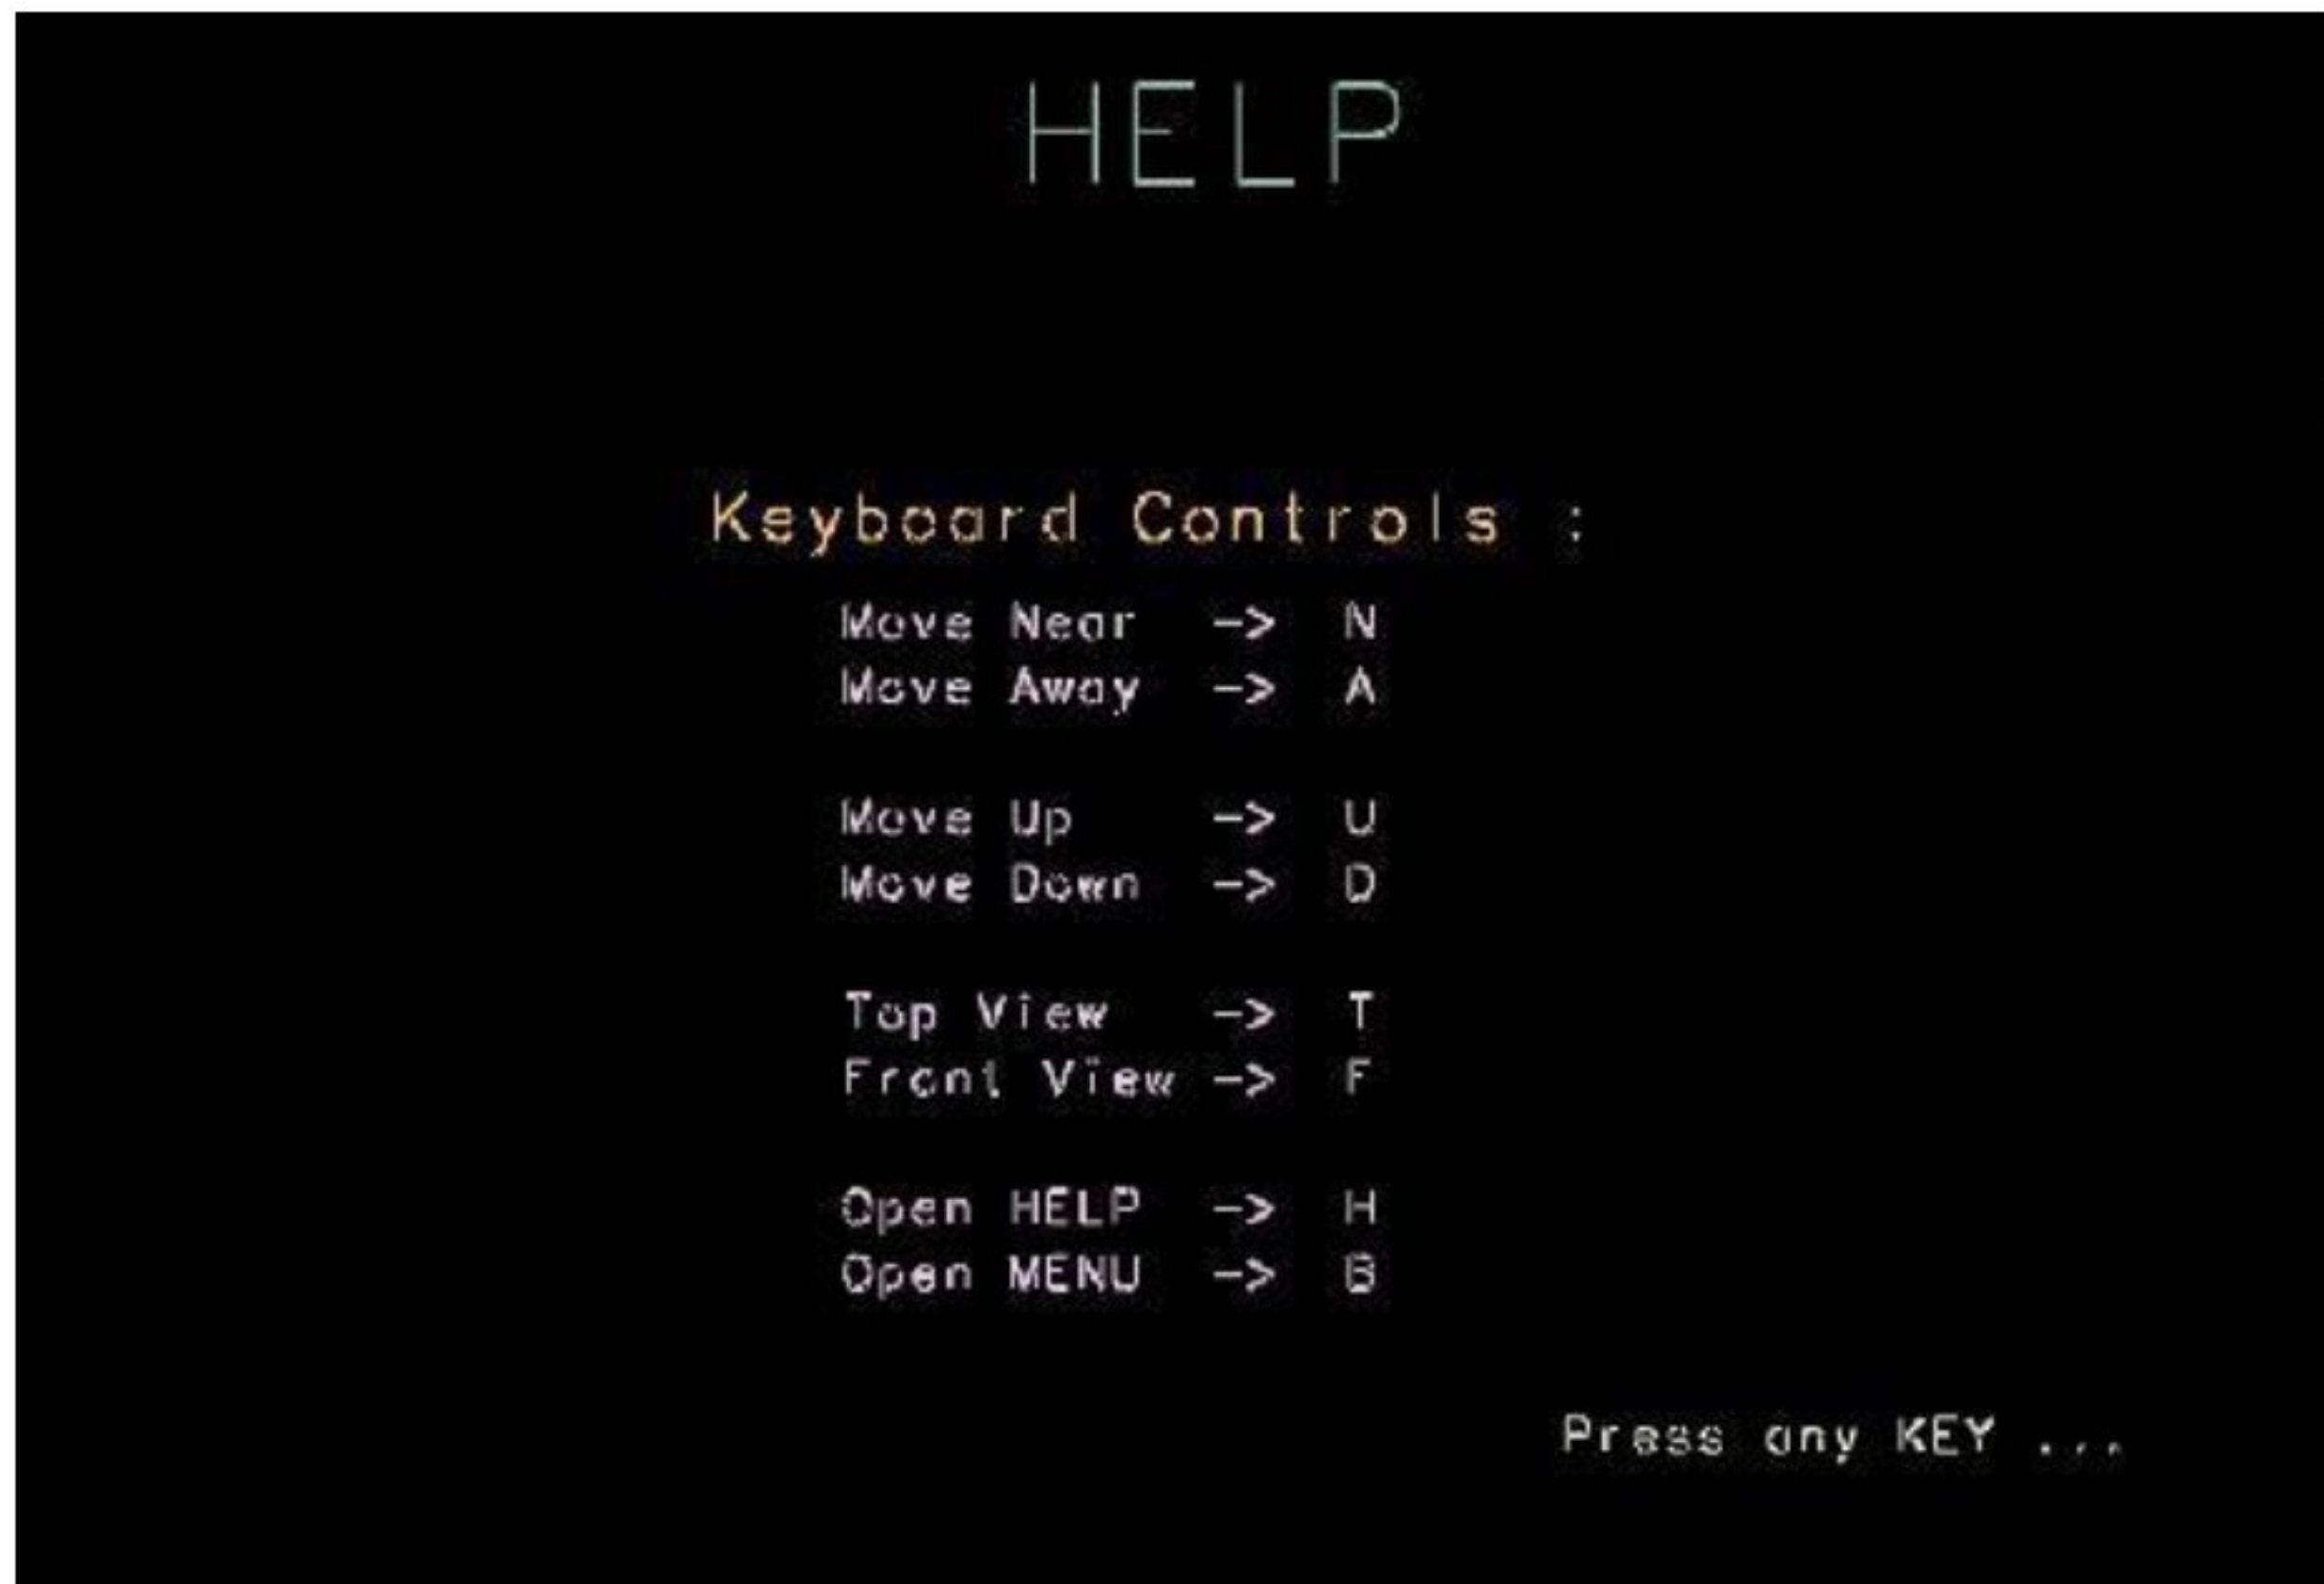 HELP
Keyboard Controls :
Move Near -> N
Move Away -> A
Move Up -> U
Move Down -> D
Top View -> T
Front View -> F
Open HELP -> H
Open MENU -> B
Press any KEY ...